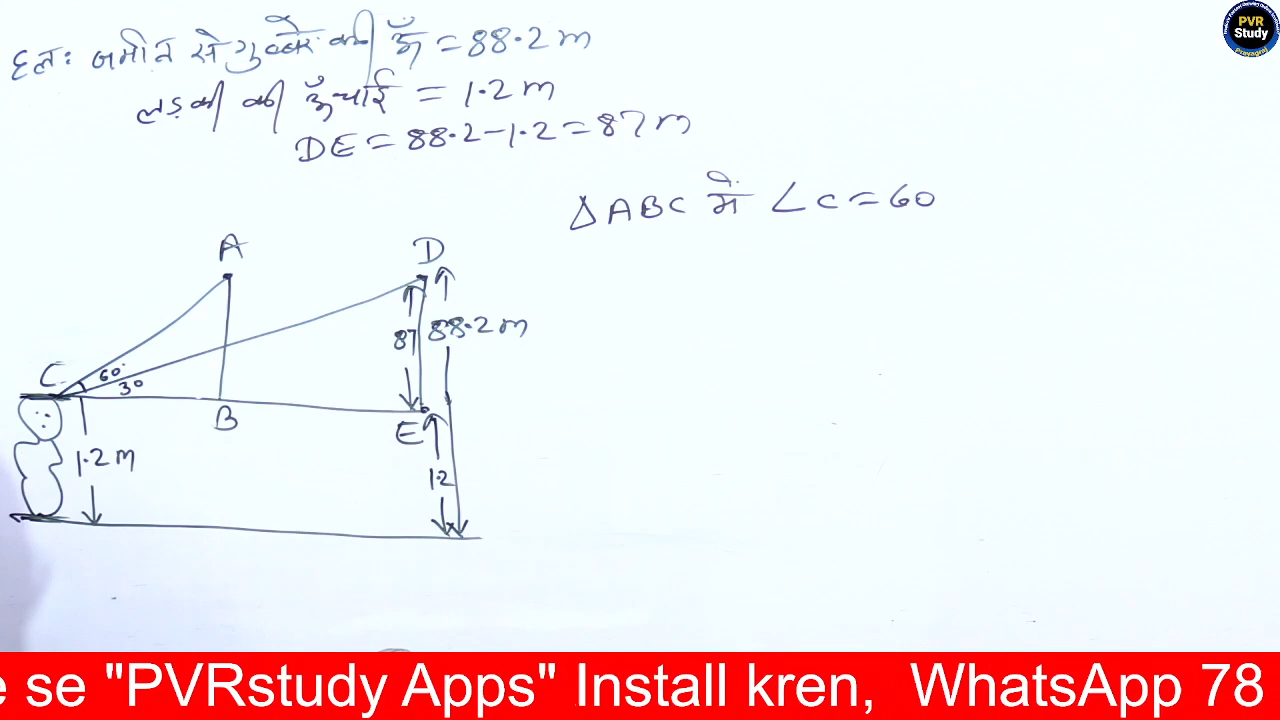 हलः जमीन से गुब्बारे की ऊँ = 88.2 m
लड़की की ऊँचाई = 1.2 m
DE = 88.2 - 1.2 = 87 m
Δ ABC में ∠ C = 60
A
D
87
88.2 m
C
60°
30
B
E
1.2 m
1.2
PVR
Study
Prayagraj
e se "PVRstudy Apps" Install kren, WhatsApp 78